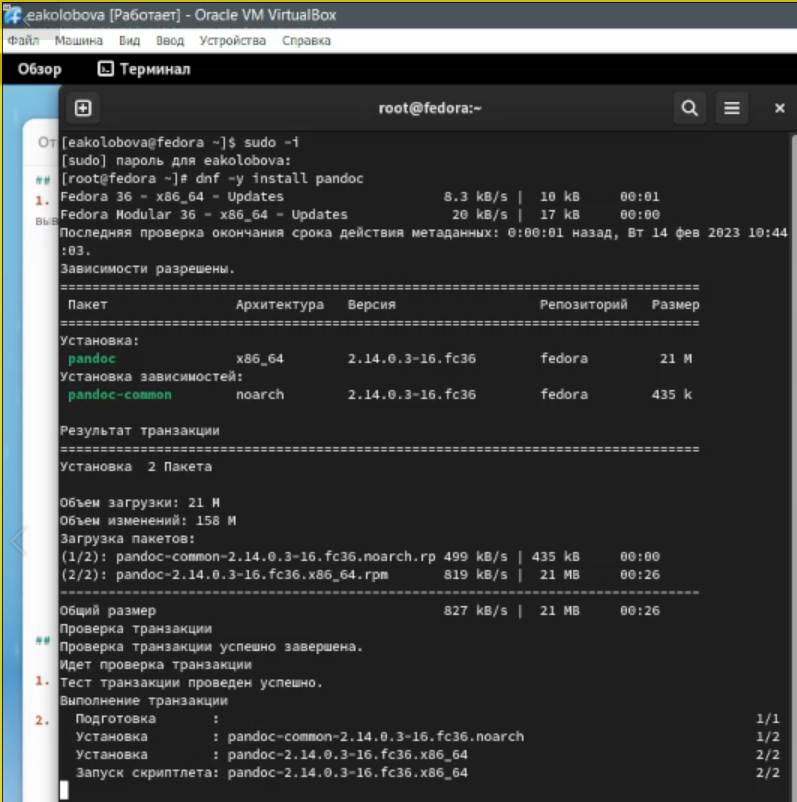 eakolobova [Работает] - Oracle VM VirtualBox
Файл Машина Вид Ввод Устройства Справка
Обзор Терминал
root@fedora:~
От
[eakolobova@fedora ~]$ sudo -i
[sudo] пароль для eakolobova:
## [root@fedora ~]# dnf -y install pandoc
1. Fedora 36 - x86_64 - Updates 8.3 kB/s | 10 kB 00:01
выв Fedora Modular 36 - x86_64 - Updates 20 kB/s | 17 kB 00:00
Последняя проверка окончания срока действия метаданных: 0:00:01 назад, Вт 14 фев 2023 10:44
:03.
Зависимости разрешены.
================================================================================
Пакет Архитектура Версия Репозиторий Размер
================================================================================
Установка:
pandoc x86_64 2.14.0.3-16.fc36 fedora 21 M
Установка зависимостей:
pandoc-common noarch 2.14.0.3-16.fc36 fedora 435 k
Результат транзакции
================================================================================
Установка 2 Пакета
Объем загрузки: 21 M
Объем изменений: 158 M
Загрузка пакетов:
(1/2): pandoc-common-2.14.0.3-16.fc36.noarch.rp 499 kB/s | 435 kB 00:00
(2/2): pandoc-2.14.0.3-16.fc36.x86_64.rpm 819 kB/s | 21 MB 00:26
--------------------------------------------------------------------------------
Общий размер 827 kB/s | 21 MB 00:26
Проверка транзакции
## Проверка транзакции успешно завершена.
Идет проверка транзакции
1. Тест транзакции проведен успешно.
Выполнение транзакции
2. Подготовка : 1/1
Установка : pandoc-common-2.14.0.3-16.fc36.noarch 1/2
Установка : pandoc-2.14.0.3-16.fc36.x86_64 2/2
Запуск скриптлета: pandoc-2.14.0.3-16.fc36.x86_64 2/2